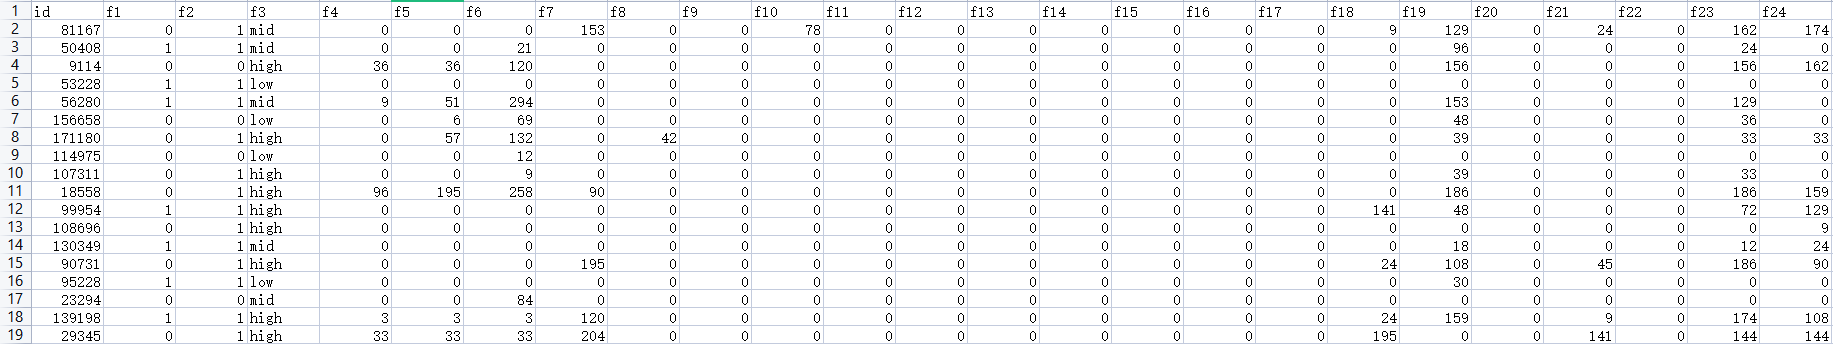 1 id f1 f2 f3 f4 f5 f6 f7 f8 f9 f10 f11 f12 f13 f14 f15 f16 f17 f18 f19 f20 f21 f22 f23 f24
2 81167 0 1 mid 0 0 0 153 0 0 78 0 0 0 0 0 0 0 9 129 0 24 0 162 174
3 50408 1 1 mid 0 0 21 0 0 0 0 0 0 0 0 0 0 0 0 96 0 0 0 24 0
4 9114 0 0 high 36 36 120 0 0 0 0 0 0 0 0 0 0 0 0 156 0 0 0 156 162
5 53228 1 1 low 0 0 0 0 0 0 0 0 0 0 0 0 0 0 0 0 0 0 0 0 0
6 56280 1 1 mid 9 51 294 0 0 0 0 0 0 0 0 0 0 0 0 153 0 0 0 129 0
7 156658 0 0 low 0 6 69 0 0 0 0 0 0 0 0 0 0 0 0 48 0 0 0 36 0
8 171180 0 1 high 0 57 132 0 42 0 0 0 0 0 0 0 0 0 0 39 0 0 0 33 33
9 114975 0 0 low 0 0 12 0 0 0 0 0 0 0 0 0 0 0 0 0 0 0 0 0 0
10 107311 0 1 high 0 0 9 0 0 0 0 0 0 0 0 0 0 0 0 39 0 0 0 33 0
11 18558 0 1 high 96 195 258 90 0 0 0 0 0 0 0 0 0 0 0 186 0 0 0 186 159
12 99954 1 1 high 0 0 0 0 0 0 0 0 0 0 0 0 0 0 141 48 0 0 0 72 129
13 108696 0 1 high 0 0 0 0 0 0 0 0 0 0 0 0 0 0 0 0 0 0 0 0 9
14 130349 1 1 mid 0 0 0 0 0 0 0 0 0 0 0 0 0 0 0 18 0 0 0 12 24
15 90731 0 1 high 0 0 0 195 0 0 0 0 0 0 0 0 0 0 24 108 0 45 0 186 90
16 95228 1 1 low 0 0 0 0 0 0 0 0 0 0 0 0 0 0 0 30 0 0 0 0 0
17 23294 0 0 mid 0 0 84 0 0 0 0 0 0 0 0 0 0 0 0 0 0 0 0 0 0
18 139198 1 1 high 3 3 3 120 0 0 0 0 0 0 0 0 0 0 24 159 0 9 0 174 108
19 29345 0 1 high 33 33 33 204 0 0 0 0 0 0 0 0 0 0 195 0 0 141 0 144 144